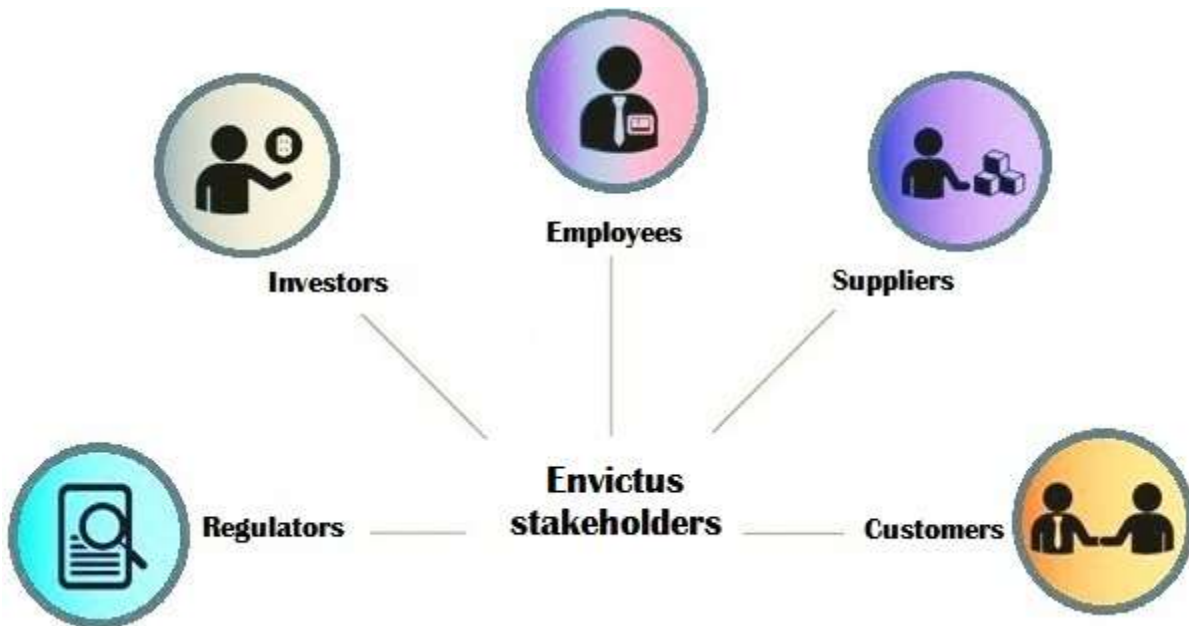 Employees
Investors
Suppliers
Envictus
stakeholders
Regulators
Customers